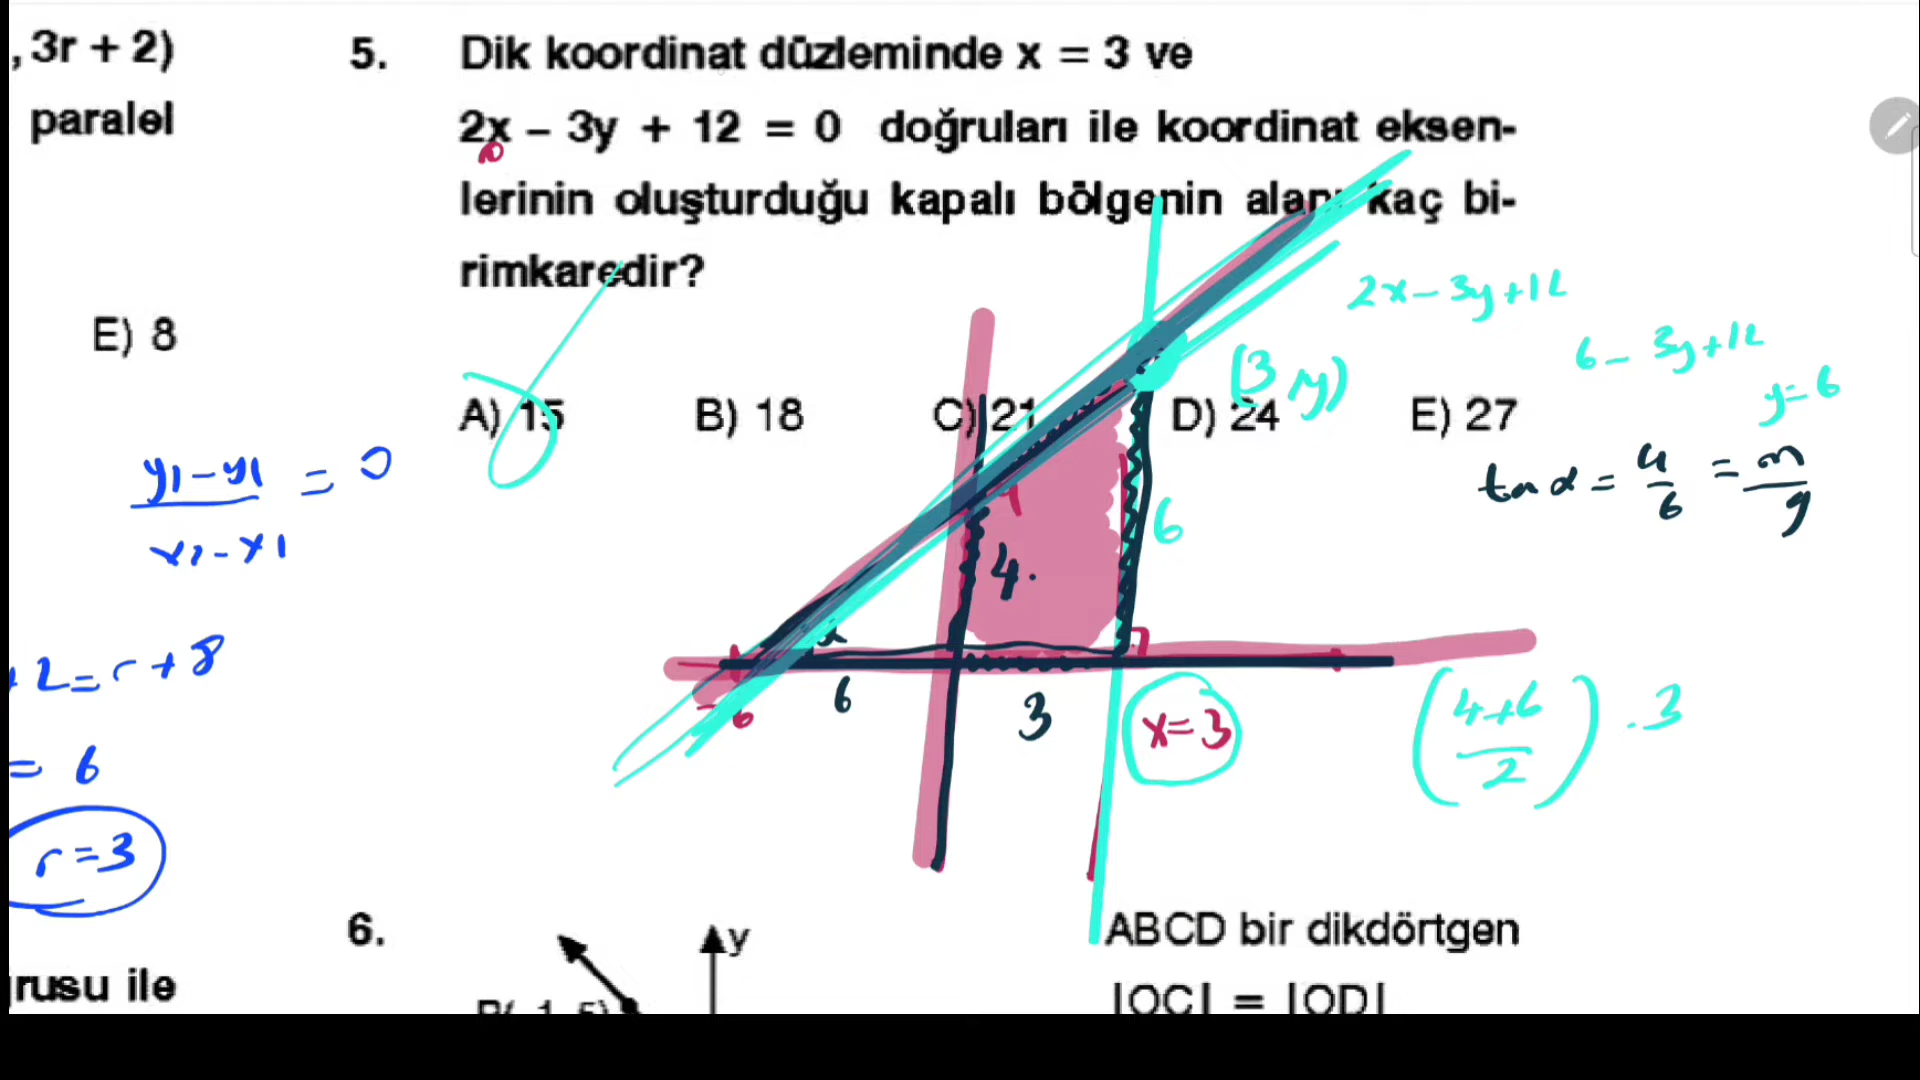 , 3r + 2)
paralel
E) 8
y₁ - y₁ / x₂ - x₁ = 0
+ 2 = r + 8
= 6
r = 3
rusu ile
5. Dik koordinat düzleminde x = 3 ve
2x – 3y + 12 = 0 doğruları ile koordinat eksen-
lerinin oluşturduğu kapalı bölgenin alanı kaç bi-
rimkaredir?
A) 15 B) 18 C) 21 D) 24 E) 27
0
2x - 3y + 12
6 - 3y + 12
y = 6
(3, y)
tan α = 4/6 = m/9
4.
6
α
-6
6
3
x = 3
(4+6 / 2) . 3
6.
y
ABCD bir dikdörtgen
|OC| = |OD|